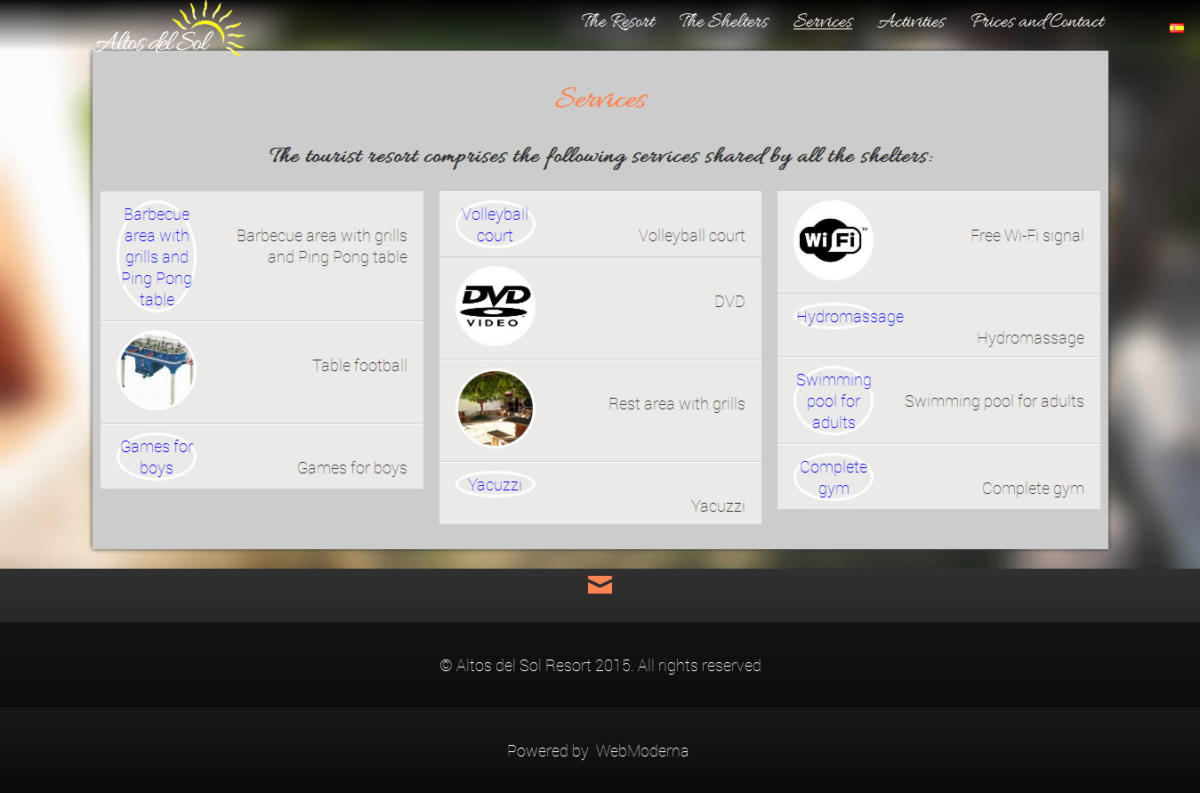 Altos del Sol
The Resort
The Shelters
Services
Activities
Prices and Contact
Services
The tourist resort comprises the following services shared by all the shelters:
Barbecue
area with
grills and
Ping Pong
table
Barbecue area with grills
and Ping Pong table
Table football
Games for
boys
Games for boys
Volleyball
court
Volleyball court
DVD
VIDEO
DVD
Rest area with grills
Yacuzzi
Yacuzzi
Wi Fi
Free Wi-Fi signal
Hydromassage
Hydromassage
Swimming
pool for
adults
Swimming pool for adults
Complete
gym
Complete gym
© Altos del Sol Resort 2015. All rights reserved
Powered by WebModerna